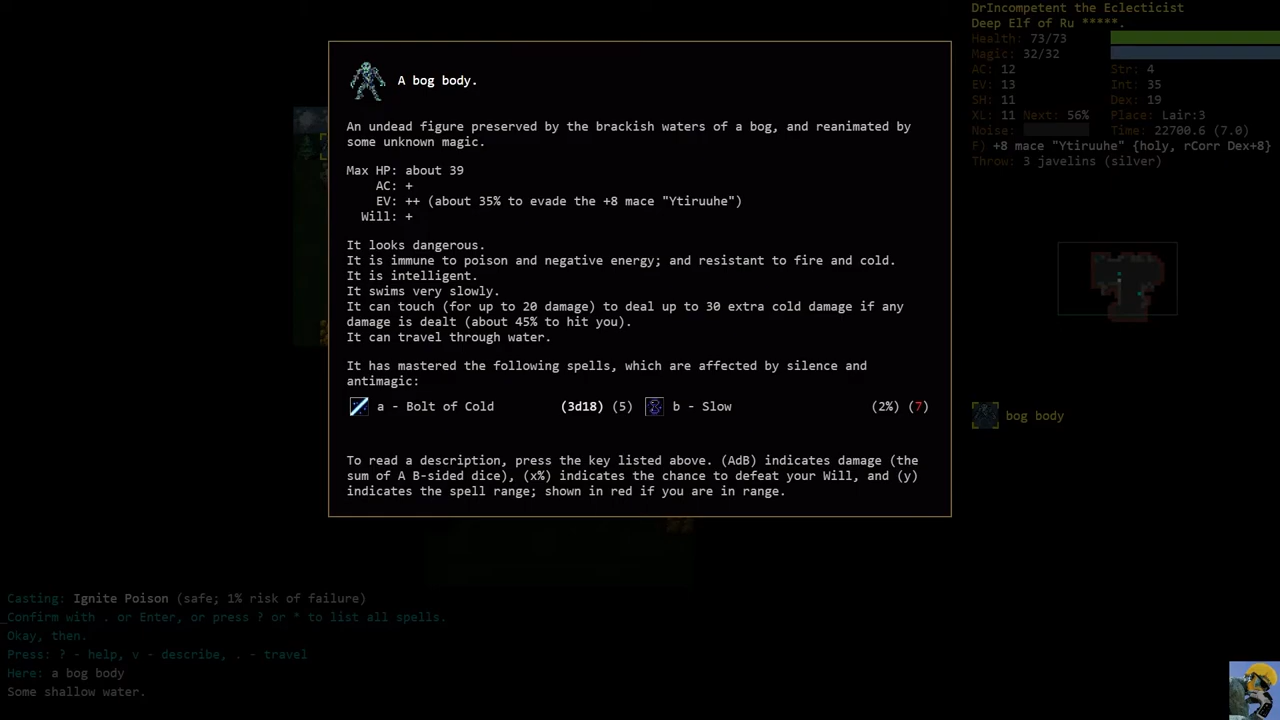 DrIncompetent the Eclecticist
Deep Elf of Ru *****.
Health: 73/73
Magic: 32/32
AC: 12 Str: 4
EV: 13 Int: 35
SH: 11 Dex: 19
XL: 11 Next: 56% Place: Lair:3
Noise: Time: 22700.6 (7.0)
F) +8 mace "Ytiruuhe" {holy, rCorr Dex+8}
Throw: 3 javelins (silver)
A bog body.
An undead figure preserved by the brackish waters of a bog, and reanimated by
some unknown magic.
Max HP: about 39
AC: +
EV: ++ (about 35% to evade the +8 mace "Ytiruuhe")
Will: +
It looks dangerous.
It is immune to poison and negative energy; and resistant to fire and cold.
It is intelligent.
It swims very slowly.
It can touch (for up to 20 damage) to deal up to 30 extra cold damage if any
damage is dealt (about 45% to hit you).
It can travel through water.
It has mastered the following spells, which are affected by silence and
antimagic:
a - Bolt of Cold (3d18) (5) b - Slow (2%) (7)
bog body
To read a description, press the key listed above. (AdB) indicates damage (the
sum of A B-sided dice), (x%) indicates the chance to defeat your Will, and (y)
indicates the spell range; shown in red if you are in range.
Casting: Ignite Poison (safe; 1% risk of failure)
_Confirm with . or Enter, or press ? or * to list all spells.
Okay, then.
Press: ? - help, v - describe, . - travel
Here: a bog body
Some shallow water.